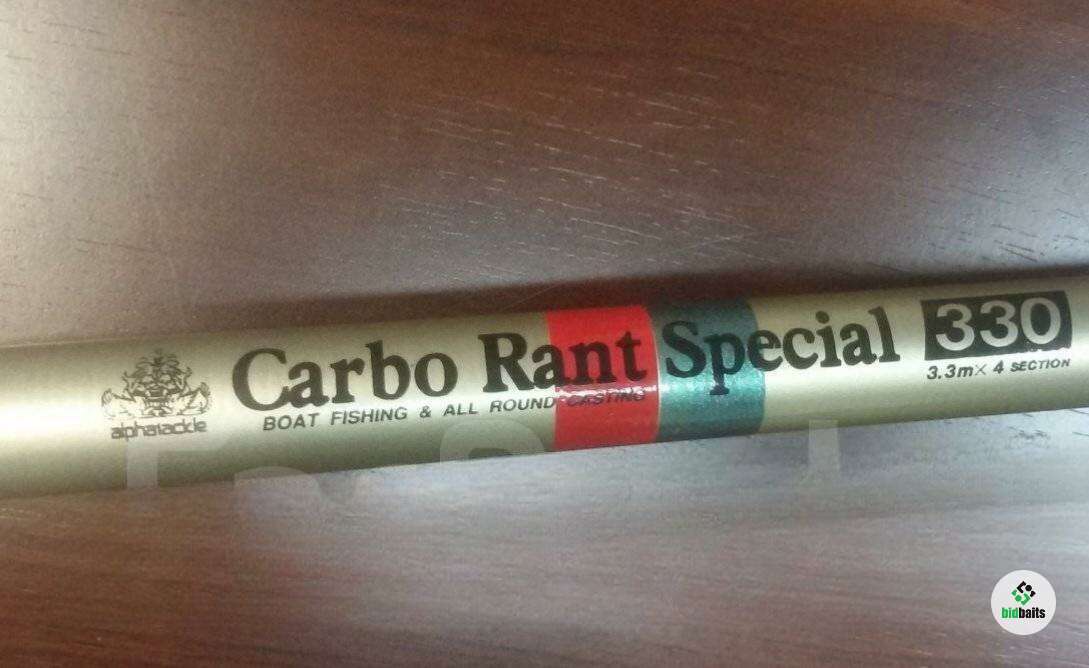 alphatackle
Carbo Rant Special 330
BOAT FISHING & ALL ROUND CASTING
3.3m× 4 SECTION
bidbaits